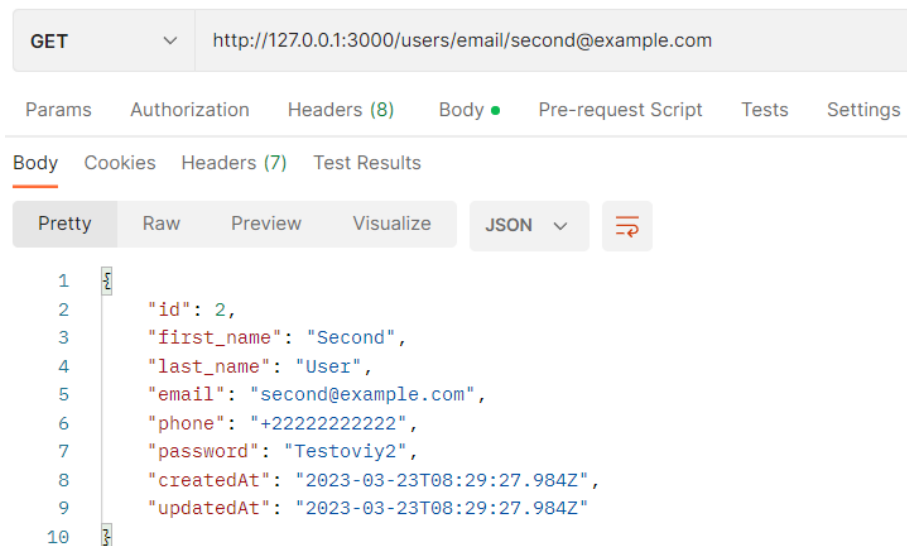 GET http://127.0.0.1:3000/users/email/second@example.com
Params Authorization Headers (8) Body Pre-request Script Tests Settings
Body Cookies Headers (7) Test Results
Pretty Raw Preview Visualize JSON
1 {
2 "id": 2,
3 "first_name": "Second",
4 "last_name": "User",
5 "email": "second@example.com",
6 "phone": "+22222222222",
7 "password": "Testoviy2",
8 "createdAt": "2023-03-23T08:29:27.984Z",
9 "updatedAt": "2023-03-23T08:29:27.984Z"
10 }